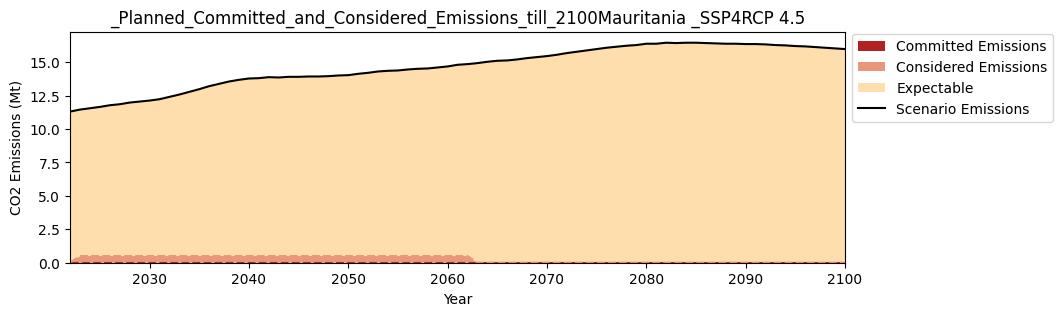 _Planned_Committed_and_Considered_Emissions_till_2100Mauritania _SSP4RCP 4.5
Committed Emissions
Considered Emissions
Expectable
Scenario Emissions
CO2 Emissions (Mt)
15.0
12.5
10.0
7.5
5.0
2.5
0.0
2030 2040 2050 2060 2070 2080 2090 2100
Year